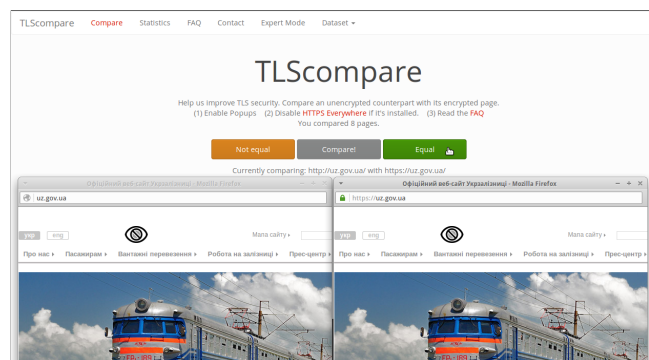 TLScompare Compare Statistics FAQ Contact Expert Mode Dataset
TLScompare
Help us improve TLS security. Compare an unencrypted counterpart with its encrypted page.
(1) Enable Popups (2) Disable HTTPS Everywhere if it's installed. (3) Read the FAQ
You compared 8 pages.
Not equal Compare! Equal
Currently comparing: http://uz.gov.ua/ with https://uz.gov.ua/
Офіційний веб-сайт Укрзалізниці - Mozilla Firefox
uz.gov.ua
укр eng Мапа сайту
Про нас Пасажирам Вантажні перевезення Робота на залізниці Прес-центр
Офіційний веб-сайт Укрзалізниці - Mozilla Firefox
https://uz.gov.ua
укр eng Мапа сайту
Про нас Пасажирам Вантажні перевезення Робота на залізниці Прес-центр